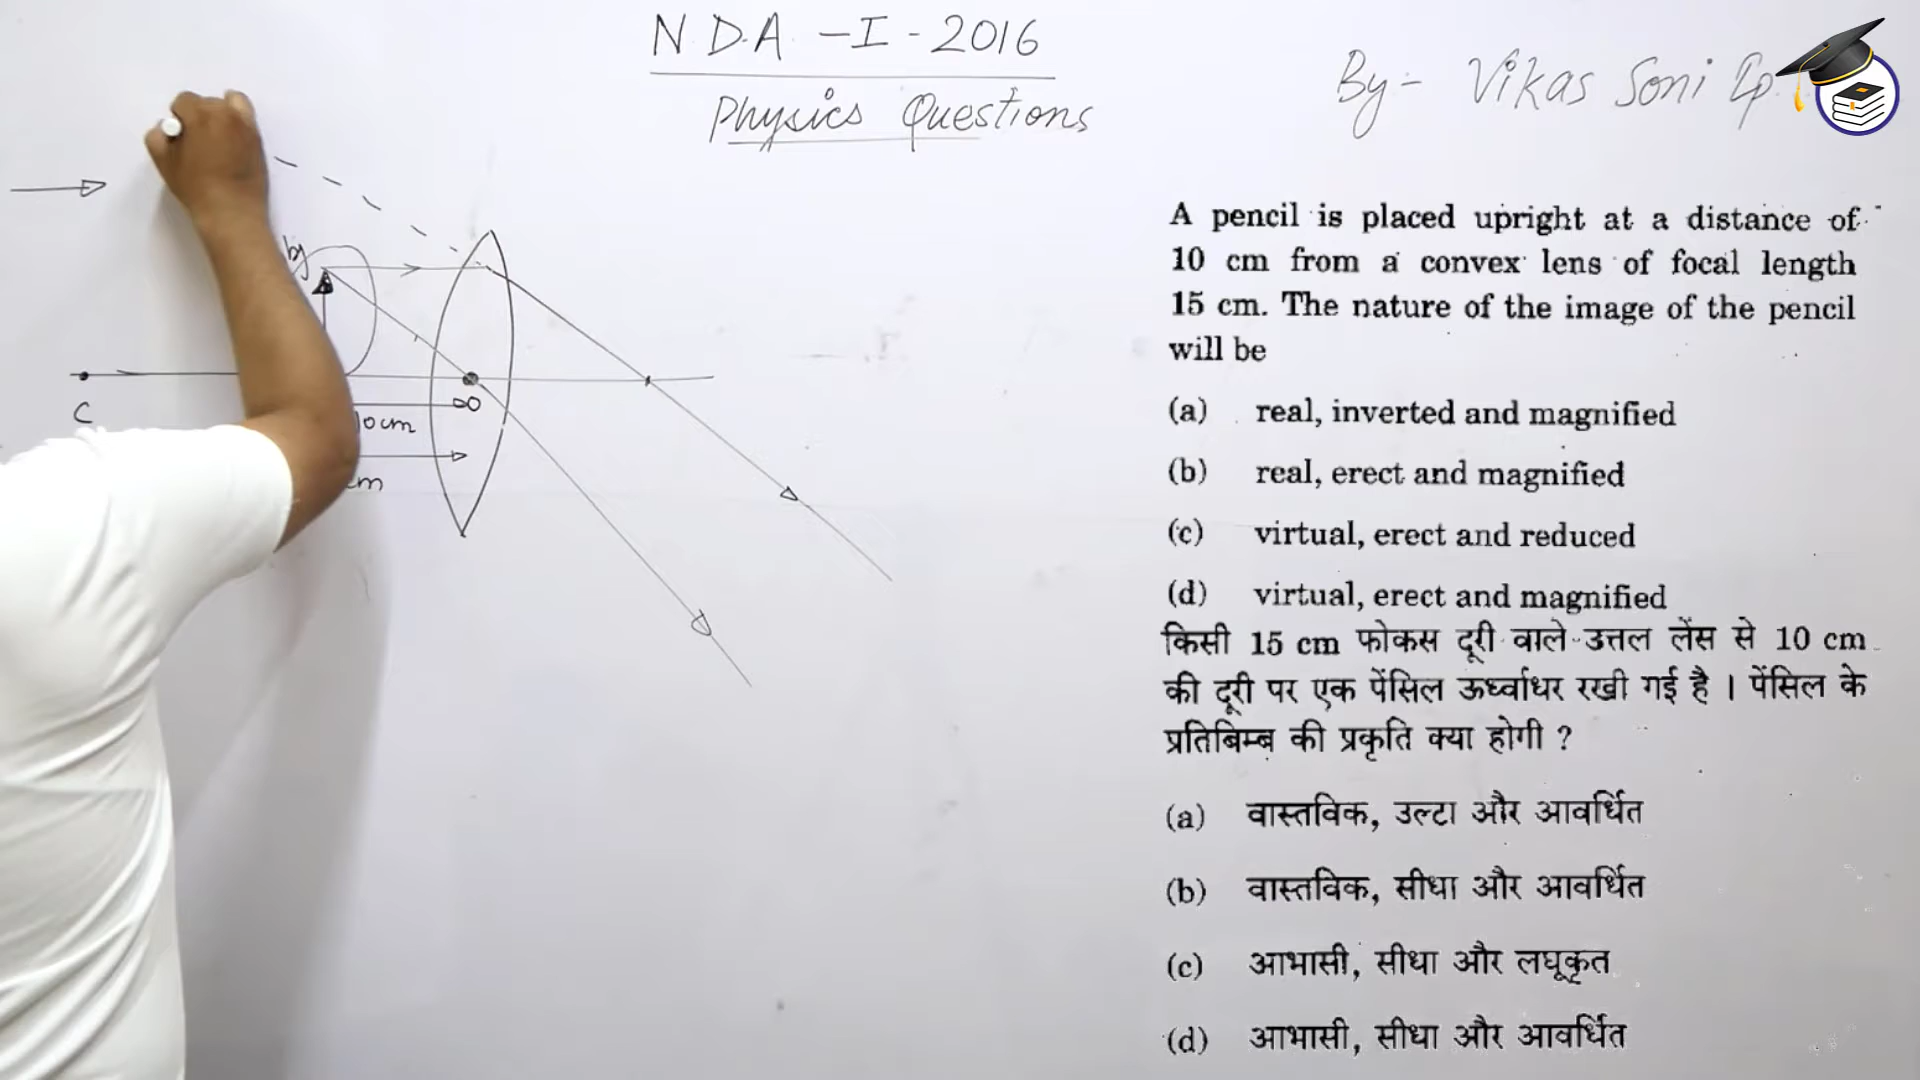 N.D.A. – I - 2016
Physics Questions
By:- Vikas Soni
by
C
O
10cm
cm
A pencil is placed upright at a distance of
10 cm from a convex lens of focal length
15 cm. The nature of the image of the pencil
will be
(a) real, inverted and magnified
(b) real, erect and magnified
(c) virtual, erect and reduced
(d) virtual, erect and magnified
किसी 15 cm फोकस दूरी वाले उत्तल लेंस से 10 cm
की दूरी पर एक पेंसिल ऊर्ध्वाधर रखी गई है । पेंसिल के
प्रतिबिम्ब की प्रकृति क्या होगी ?
(a) वास्तविक, उल्टा और आवर्धित
(b) वास्तविक, सीधा और आवर्धित
(c) आभासी, सीधा और लघूकृत
(d) आभासी, सीधा और आवर्धित